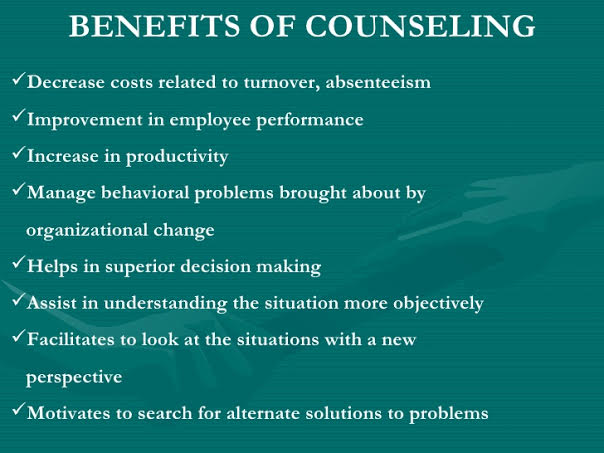 BENEFITS OF COUNSELING
✓Decrease costs related to turnover, absenteeism
✓Improvement in employee performance
✓Increase in productivity
✓Manage behavioral problems brought about by
organizational change
✓Helps in superior decision making
✓Assist in understanding the situation more objectively
✓Facilitates to look at the situations with a new
perspective
✓Motivates to search for alternate solutions to problems